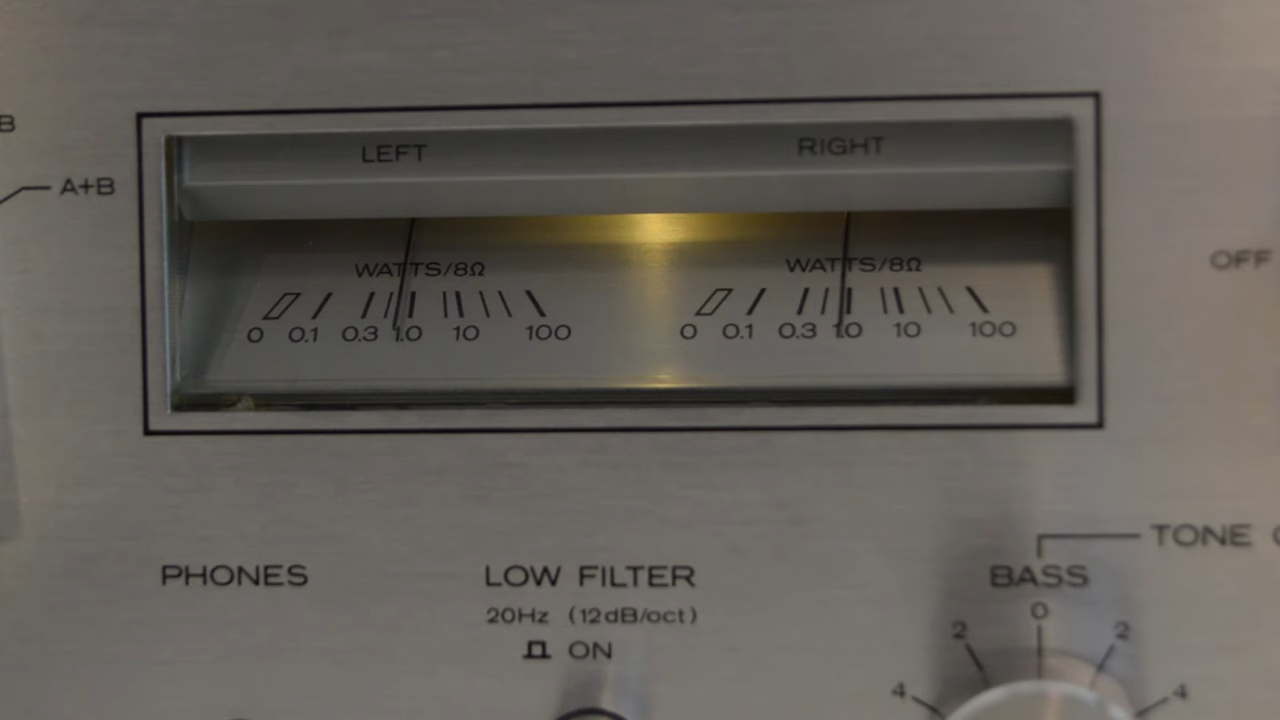 B
A+B
LEFT RIGHT
WATTS/8Ω WATTS/8Ω
0 0.1 0.3 1.0 10 100 0 0.1 0.3 1.0 10 100
OFF
TONE
PHONES LOW FILTER BASS
20Hz (12dB/oct)
ON
0
2 2
4 4